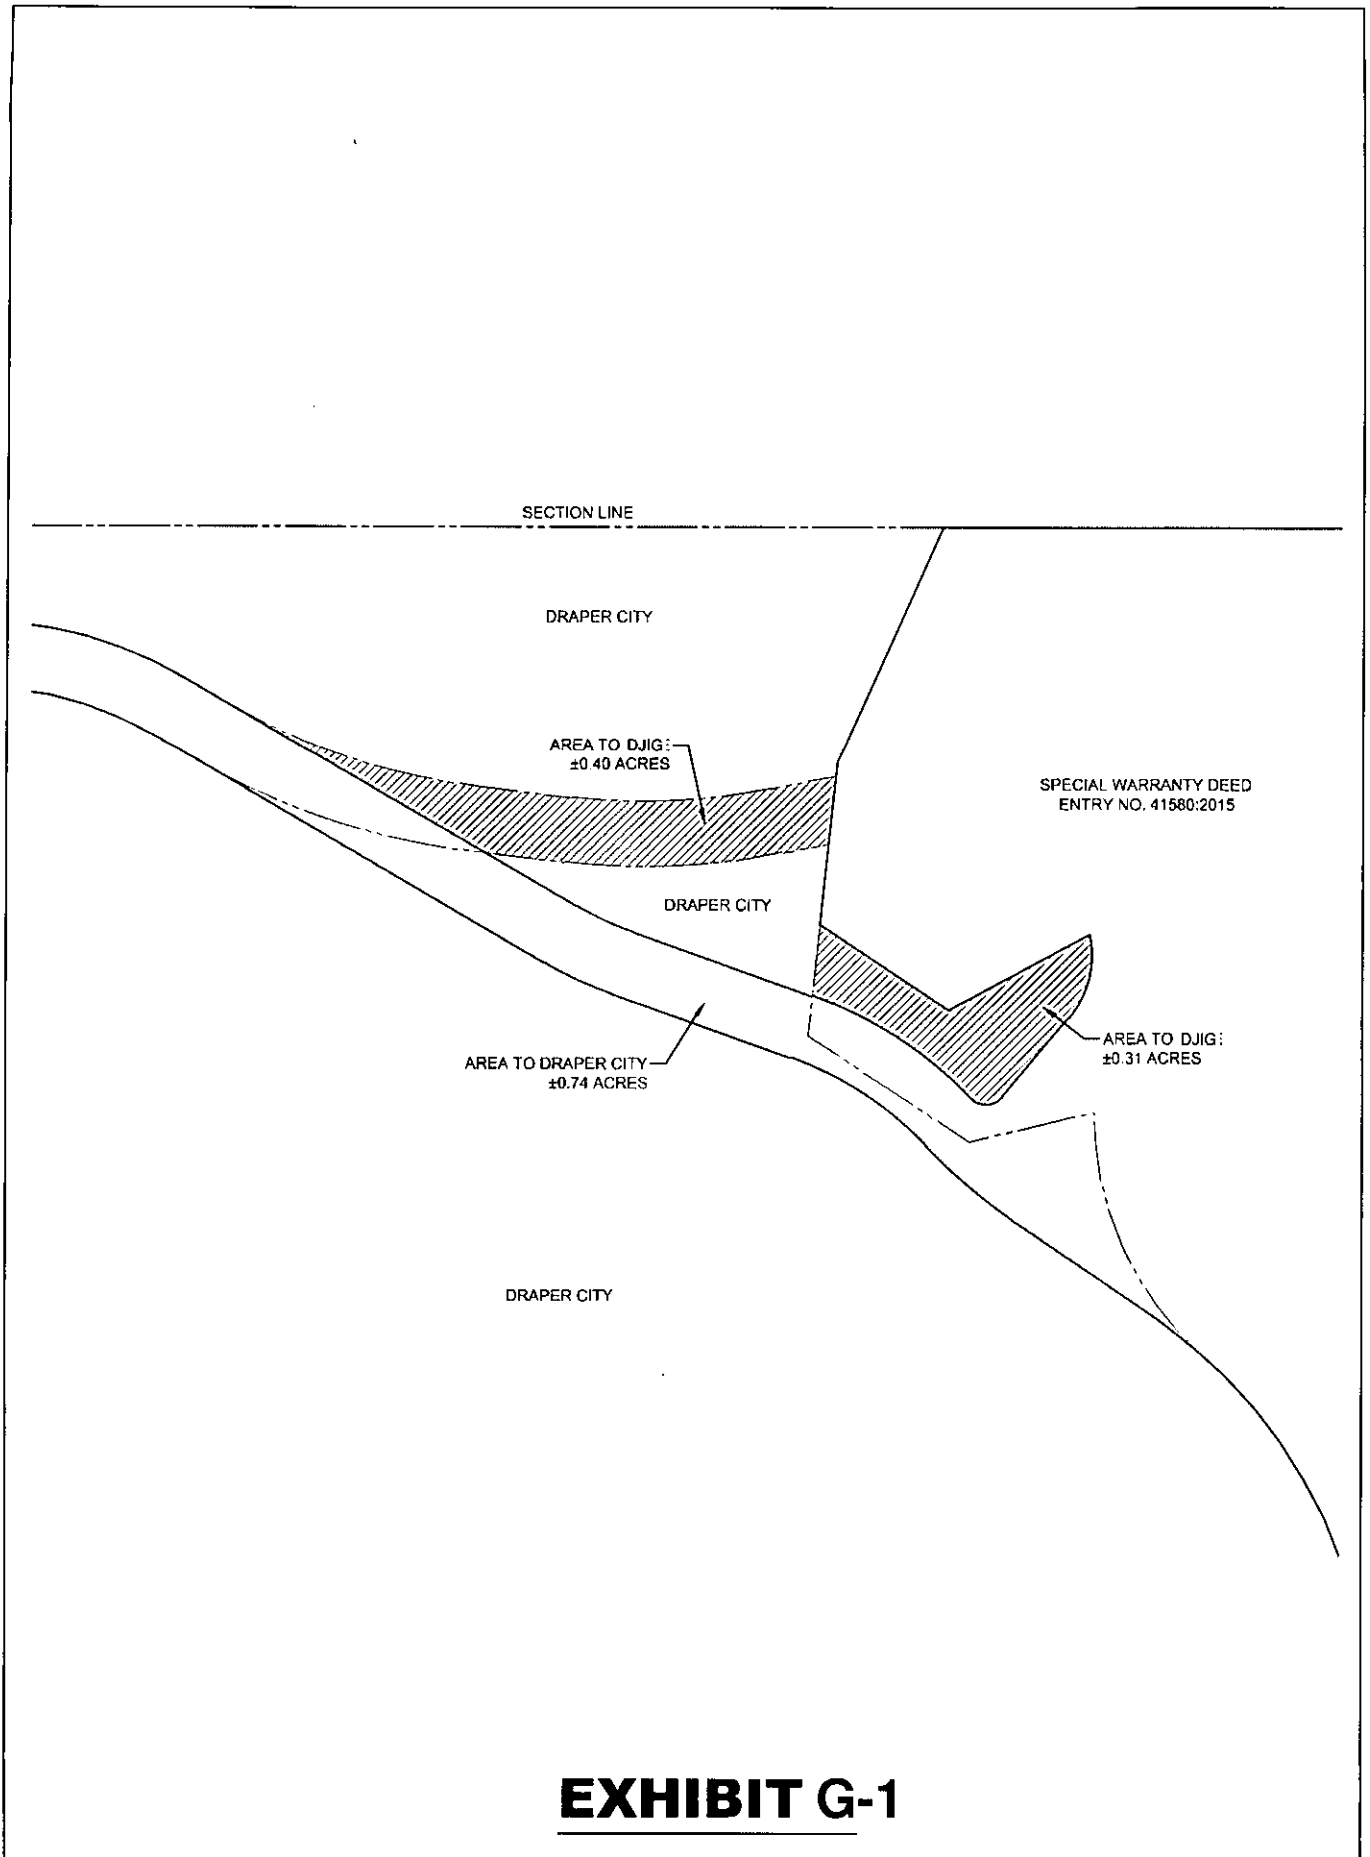 SECTION LINE
DRAPER CITY
AREA TO DJIG
±0.40 ACRES
SPECIAL WARRANTY DEED
ENTRY NO. 41580:2015
DRAPER CITY
AREA TO DJIG
±0.31 ACRES
AREA TO DRAPER CITY
±0.74 ACRES
DRAPER CITY
EXHIBIT G-1